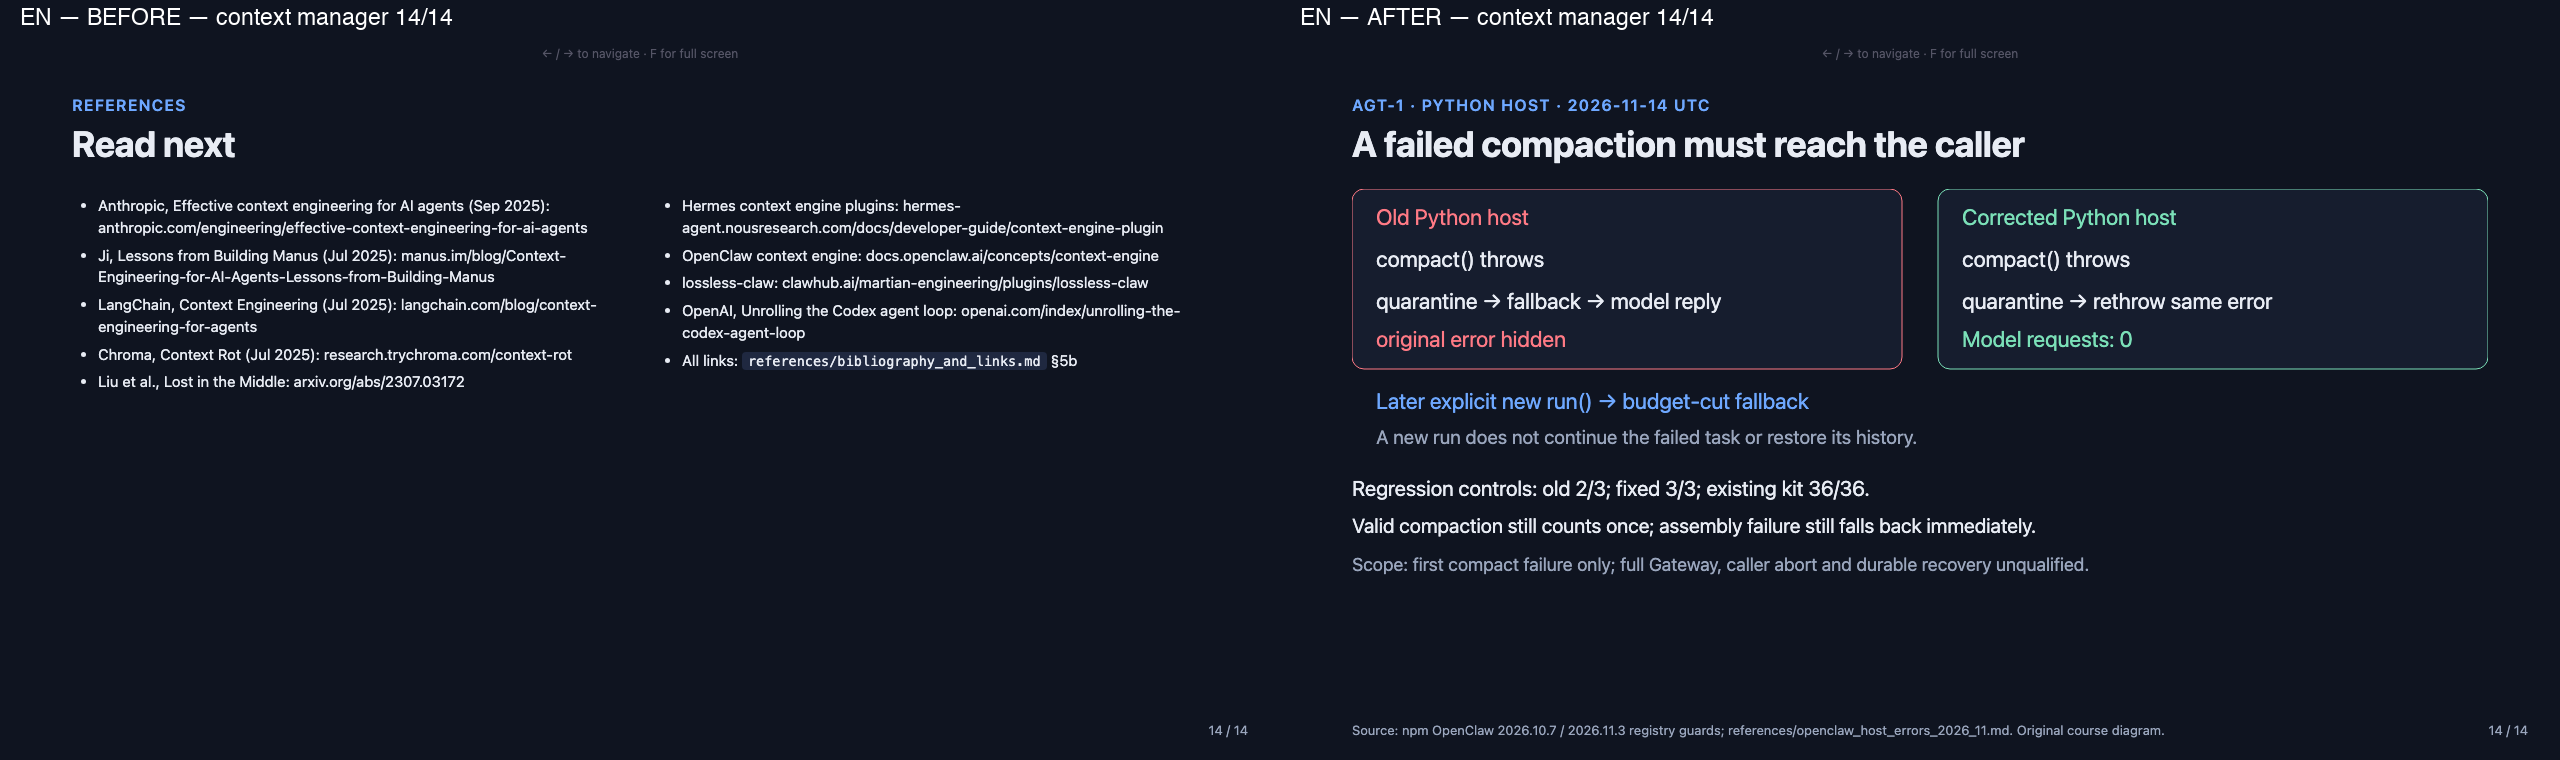 EN — BEFORE — context manager 14/14
← / → to navigate · F for full screen
REFERENCES
Read next
• Anthropic, Effective context engineering for AI agents (Sep 2025):
anthropic.com/engineering/effective-context-engineering-for-ai-agents
• Ji, Lessons from Building Manus (Jul 2025): manus.im/blog/Context-
Engineering-for-AI-Agents-Lessons-from-Building-Manus
• LangChain, Context Engineering (Jul 2025): langchain.com/blog/context-
engineering-for-agents
• Chroma, Context Rot (Jul 2025): research.trychroma.com/context-rot
• Liu et al., Lost in the Middle: arxiv.org/abs/2307.03172
• Hermes context engine plugins: hermes-
agent.nousresearch.com/docs/developer-guide/context-engine-plugin
• OpenClaw context engine: docs.openclaw.ai/concepts/context-engine
• lossless-claw: clawhub.ai/martian-engineering/plugins/lossless-claw
• OpenAI, Unrolling the Codex agent loop: openai.com/index/unrolling-the-
codex-agent-loop
• All links: references/bibliography_and_links.md §5b
14 / 14
EN — AFTER — context manager 14/14
← / → to navigate · F for full screen
AGT-1 · PYTHON HOST · 2026-11-14 UTC
A failed compaction must reach the caller
Old Python host
compact() throws
quarantine → fallback → model reply
original error hidden
Corrected Python host
compact() throws
quarantine → rethrow same error
Model requests: 0
Later explicit new run() → budget-cut fallback
A new run does not continue the failed task or restore its history.
Regression controls: old 2/3; fixed 3/3; existing kit 36/36.
Valid compaction still counts once; assembly failure still falls back immediately.
Scope: first compact failure only; full Gateway, caller abort and durable recovery unqualified.
Source: npm OpenClaw 2026.10.7 / 2026.11.3 registry guards; references/openclaw_host_errors_2026_11.md. Original course diagram.
14 / 14